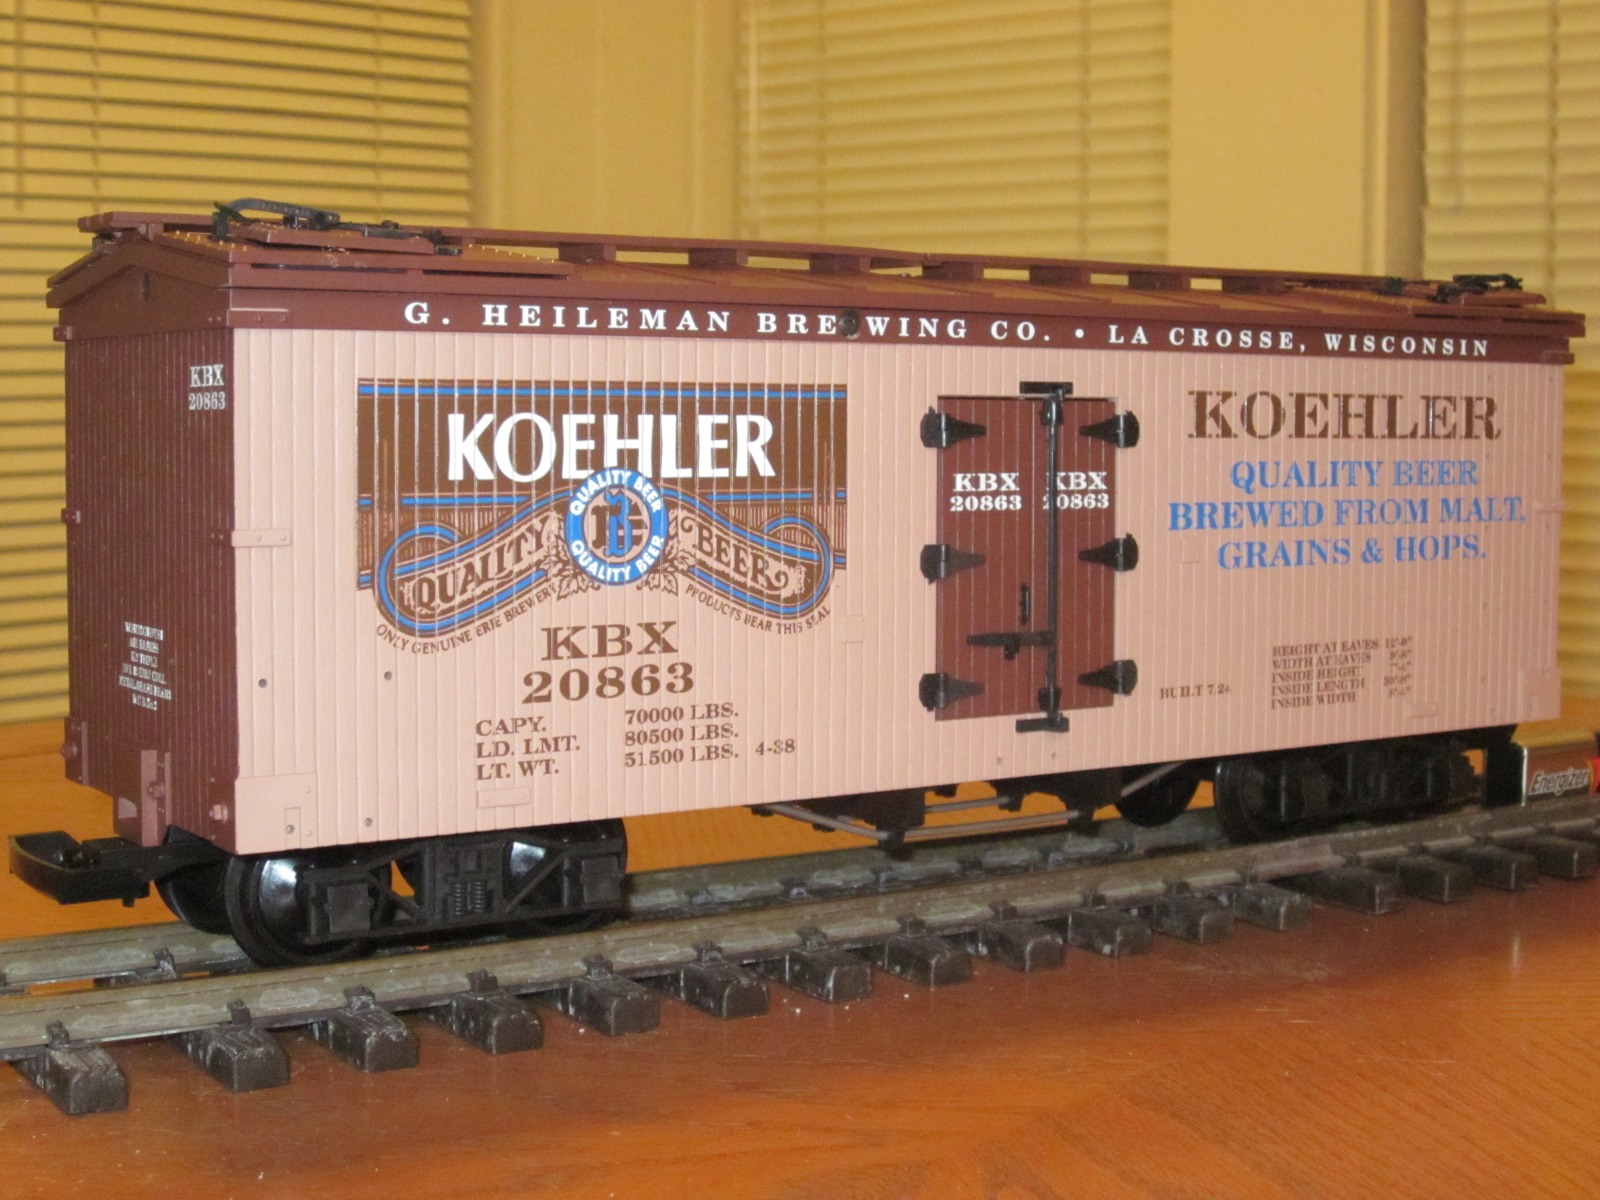 G. HEILEMAN BREWING CO. • LA CROSSE, WISCONSIN
KBX
20863
KOEHLER
QUALITY BEER
QUALITY BEER
QUALITY BEER
ONLY GENUINE ERIE BREWERY PRODUCTS BEAR THIS SEAL
KBX
20863
CAPY. 70000 LBS.
LD. LMT. 80500 LBS.
LT. WT. 51500 LBS. 4-38
KBX KBX
20863 20863
KOEHLER
QUALITY BEER
BREWED FROM MALT,
GRAINS & HOPS.
BUILT 7.24
HEIGHT AT EAVES
WIDTH AT EAVES
INSIDE HEIGHT
INSIDE LENGTH
INSIDE WIDTH
Energizer